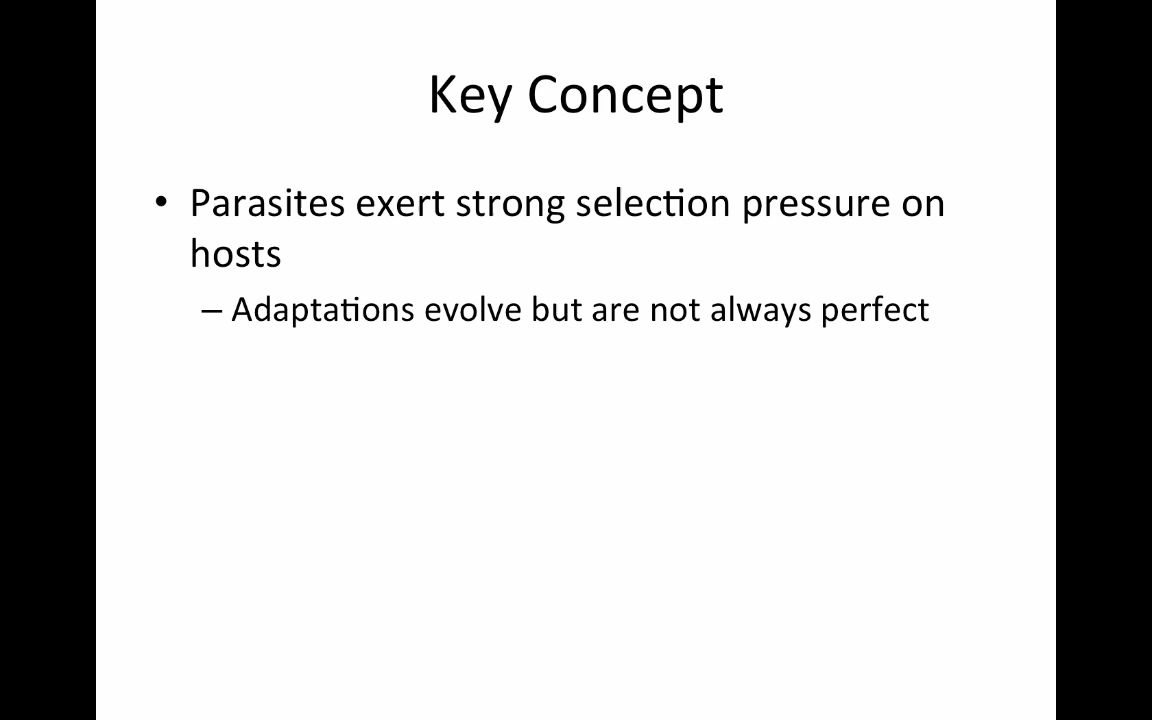 Key Concept
• Parasites exert strong selection pressure on
hosts
– Adaptations evolve but are not always perfect